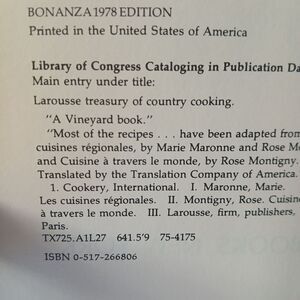 BONANZA 1978 EDITION
Printed in the United States of America
Library of Congress Cataloging in Publication Da
Main entry under title:
Larousse treasury of country cooking.
"A Vineyard book."
"Most of the recipes . . . have been adapted from
cuisines régionales, by Marie Maronne and Rose Mo
and Cuisine à travers le monde, by Rose Montigny.
Translated by the Translation Company of America.
1. Cookery, International. I. Maronne, Marie.
Les cuisines régionales. II. Montigny, Rose. Cuisine
à travers le monde. III. Larousse, firm, publishers,
Paris.
TX725.A1L27 641.5'9 75-4175
ISBN 0-517-266806